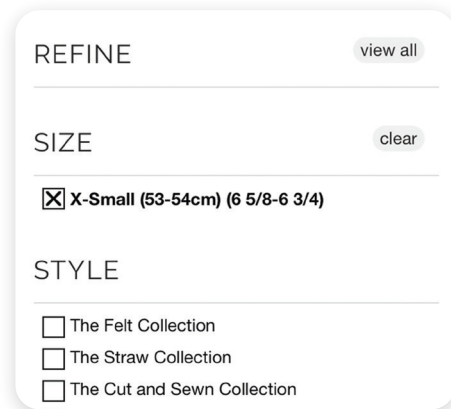 REFINE
view all
SIZE
clear
X-Small (53-54cm) (6 5/8-6 3/4)
STYLE
The Felt Collection
The Straw Collection
The Cut and Sewn Collection